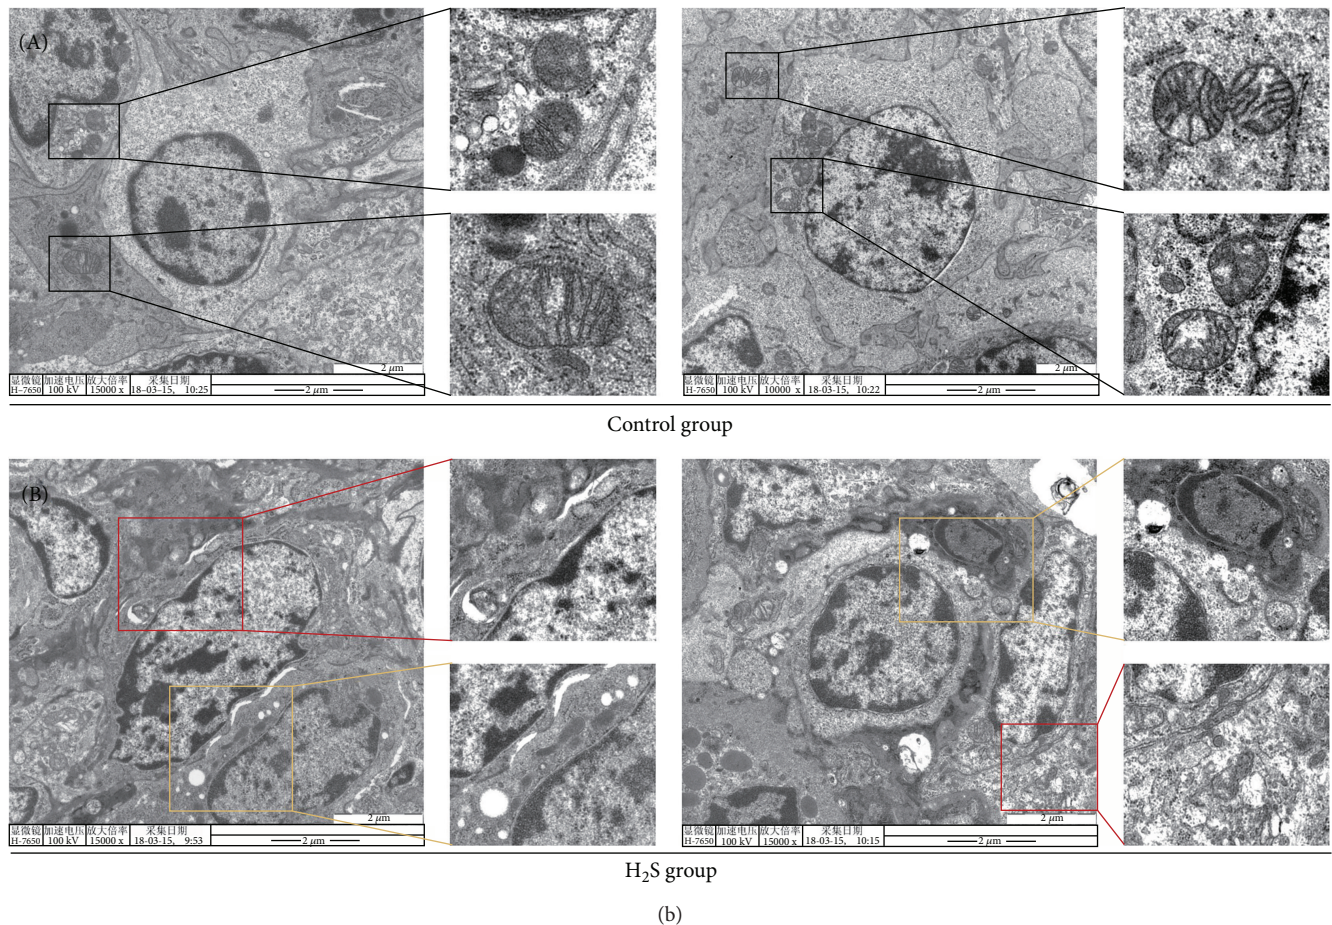 (A)
2 μm
显微镜 加速电压 放大倍率 采集日期
H-7650 100 kV 15000 x 18-03-15, 10:25 2 μm
2 μm
显微镜 加速电压 放大倍率 采集日期
H-7650 100 kV 10000 x 18-03-15, 10:22 2 μm
Control group
(B)
2 μm
显微镜 加速电压 放大倍率 采集日期
H-7650 100 kV 15000 x 18-03-15, 9:53 2 μm
2 μm
显微镜 加速电压 放大倍率 采集日期
H-7650 100 kV 15000 x 18-03-15, 10:15 2 μm
H₂S group
(b)